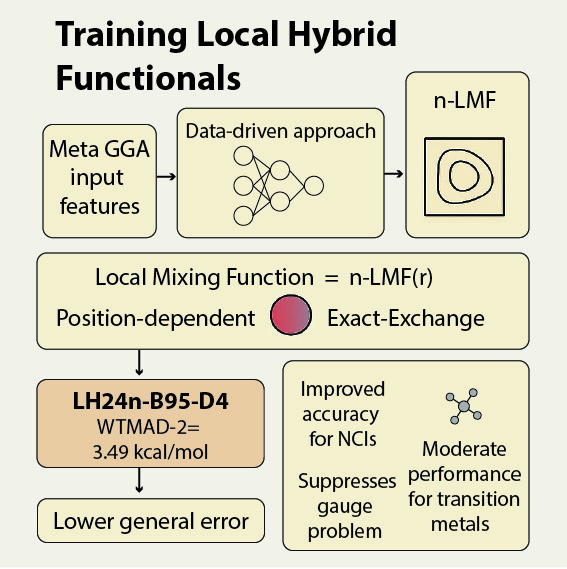 Training Local Hybrid
Functionals
Meta GGA
input
features
Data-driven approach
n-LMF
Local Mixing Function = n-LMF(r)
Position-dependent Exact-Exchange
LH24n-B95-D4
WTMAD-2=
3.49 kcal/mol
Lower general error
Improved
accuracy
for NCIs
Suppresses
gauge
problem
Moderate
performance
for transition
metals